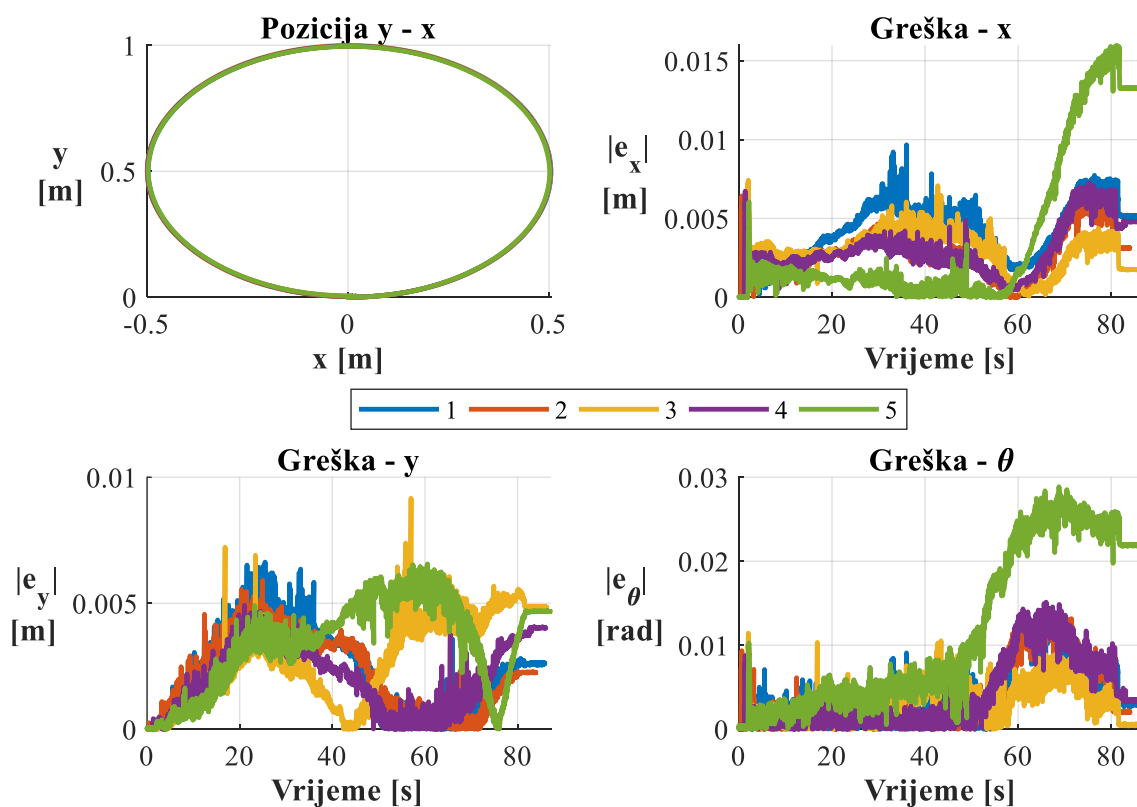 Pozicija y - x
1
y
[m]
0.5
0
-0.5
0
0.5
x [m]
Greška - x
0.015
0.01
|e_x|
[m]
0.005
0
0
20
40
60
80
Vrijeme [s]
1 2 3 4 5
Greška - y
0.01
|e_y|
[m]
0.005
0
0
20
40
60
80
Vrijeme [s]
Greška - θ
0.03
0.02
|e_θ|
[rad]
0.01
0
0
20
40
60
80
Vrijeme [s]